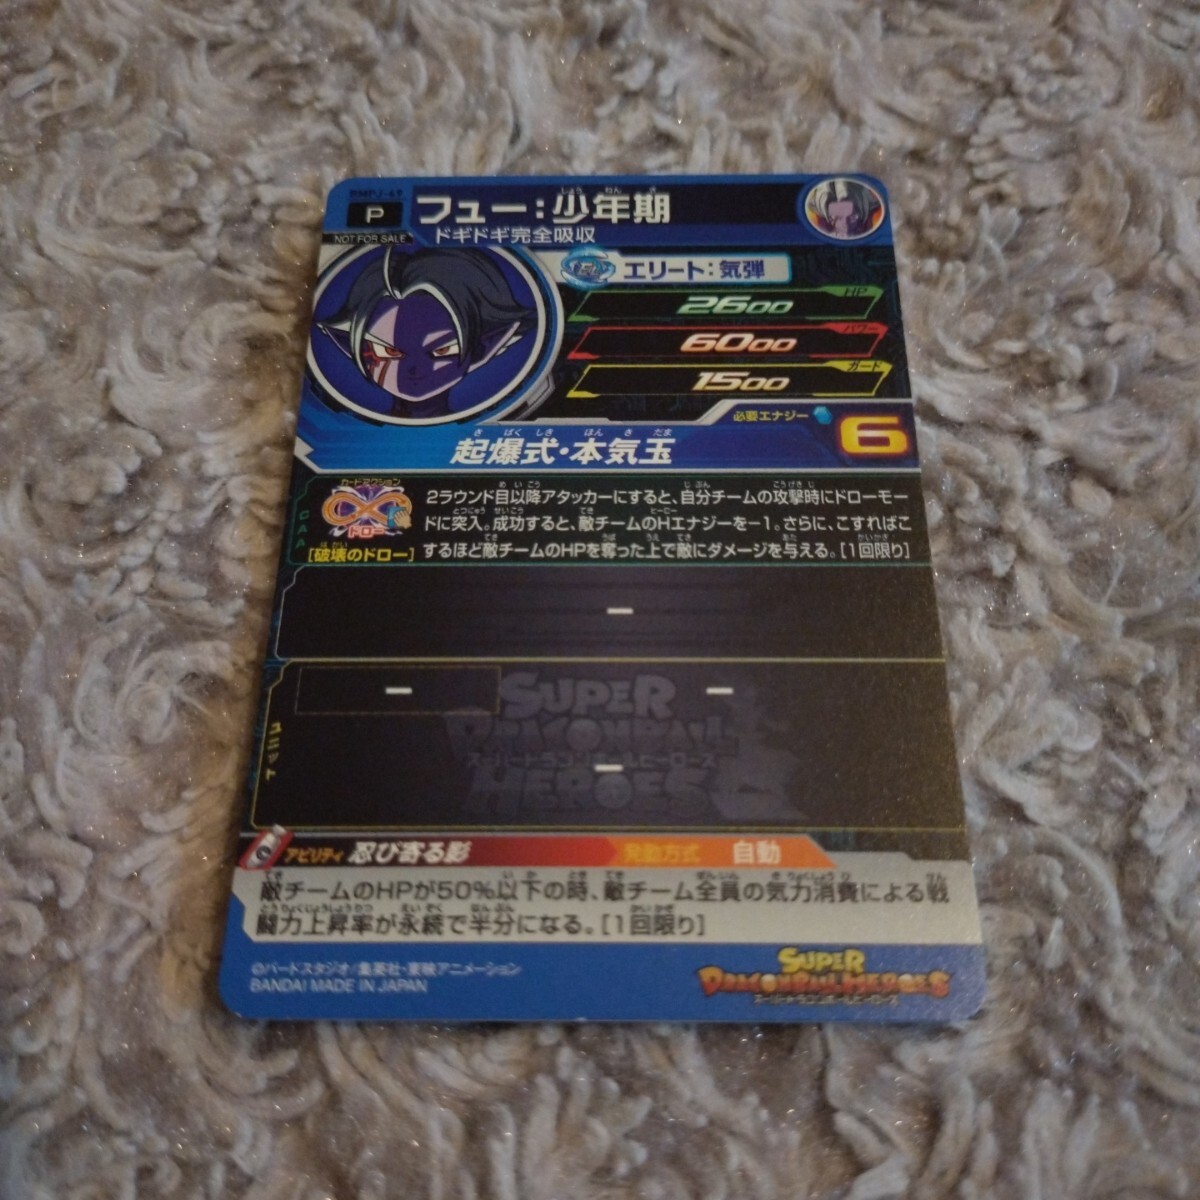 P
NOT FOR SALE
フュー：少年期
ドギドギ完全吸収
エリート：気弾
HP
2600
パワー
6000
ガード
1500
必要エナジー
6
起爆式・本気玉
CAA
カードアクション
ドロー
[破壊のドロー]
2ラウンド目以降アタッカーにすると、自分チームの攻撃時にドローモー
ドに突入。成功すると、敵チームのHエナジーを−1。さらに、こすればこ
するほど敵チームのHPを奪った上で敵にダメージを与える。[1回限り]
ー
ユニット
ー
ー
ー
SUPER
DRAGONBALL
スーパードラゴンボールヒーローズ
HEROES
アビリティ 忍び寄る影
発動方式 自動
敵チームのHPが50%以下の時、敵チーム全員の気力消費による戦
闘力上昇率が永続で半分になる。[1回限り]
©バードスタジオ/集英社・東映アニメーション
BANDAI MADE IN JAPAN
SUPER
DRAGONBALL HEROES
スーパードラゴンボールヒーローズ